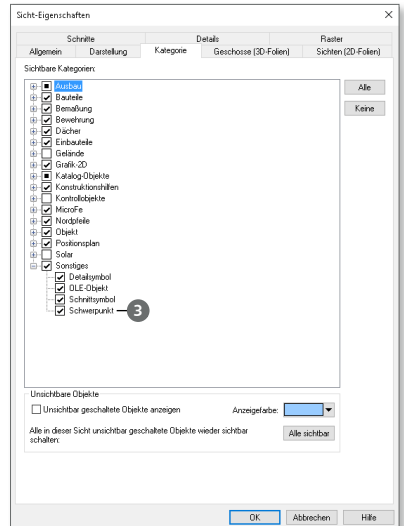 Sicht-Eigenschaften
Schnitte Details Raster
Allgemein Darstellung Kategorie Geschosse (3D-Folien) Sichten (2D-Folien)
Sichtbare Kategorien:
Ausbau
Alle
Bauteile
Bemaßung
Keine
Bewehrung
Dächer
Einbauteile
Gelände
Grafik-2D
Katalog-Objekte
Konstruktionshilfen
Kontrollobjekte
MicroFe
Nordpfeile
Objekt
Positionsplan
Solar
Sonstiges
Detailsymbol
OLE-Objekt
Schnittsymbol
Schwerpunkt 3
Unsichtbare Objekte
Unsichtbar geschaltete Objekte anzeigen Anzeigefarbe:
Alle in dieser Sicht unsichtbar geschaltete Objekte wieder sichtbar
schalten:
Alle sichtbar
OK Abbrechen Hilfe